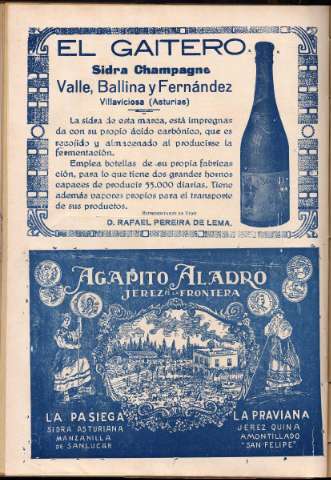 EL GAITERO.
Sidra Champagne
Valle, Ballina y Fernández
Villaviciosa (Asturias)
La sidra de esta marca, está impregna-
da con su propio ácido carbónico, que es
recojido y almacenado al producirse la
fermentación.
Emplea botellas de su propia fabrica-
ción, para lo que tiene dos grandes hornos
capaces de producir 55.000 diarias. Tiene
además vapores propios para el transporte
de sus productos.
D. RAFAEL PEREIRA DE LEMA.
AGAPITO ALADRO
JEREZ DE LA FRONTERA
LA PASIEGA
SIDRA ASTURIANA
MANZANILLA
DE SANLUCAR
LA PRAVIANA
JEREZ QUINA
AMONTILLADO
"SAN FELIPE"